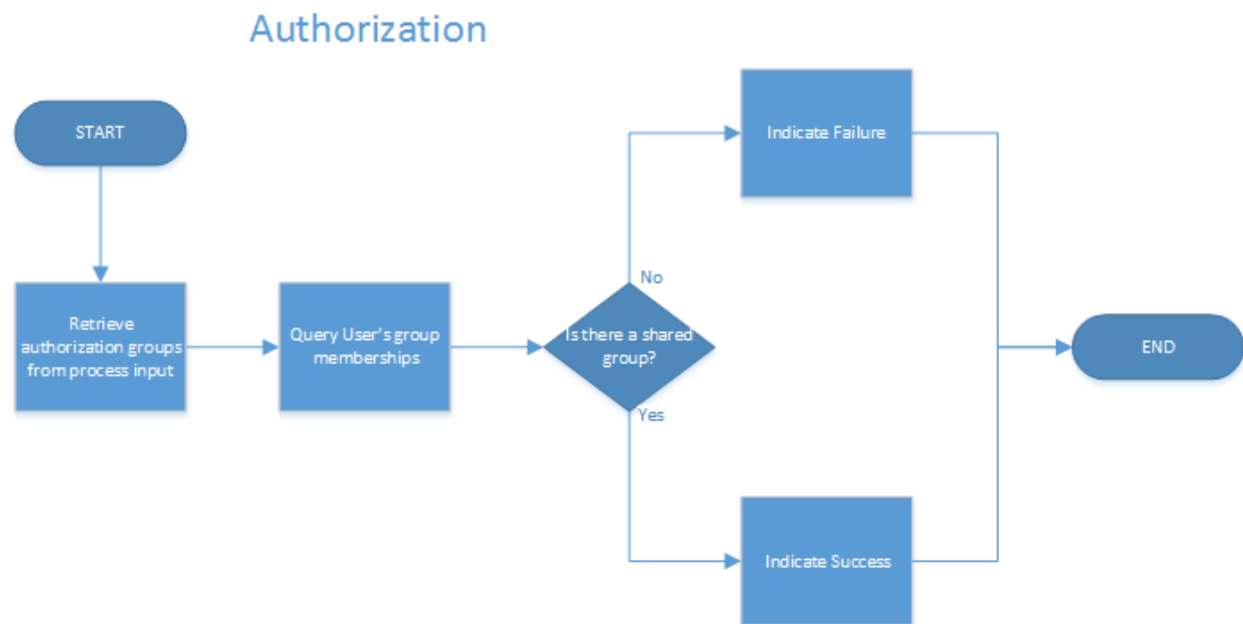 Authorization
START
Indicate Failure
No
Retrieve
authorization groups
from process input
Query User's group
memberships
Is there a shared
group?
END
Yes
Indicate Success